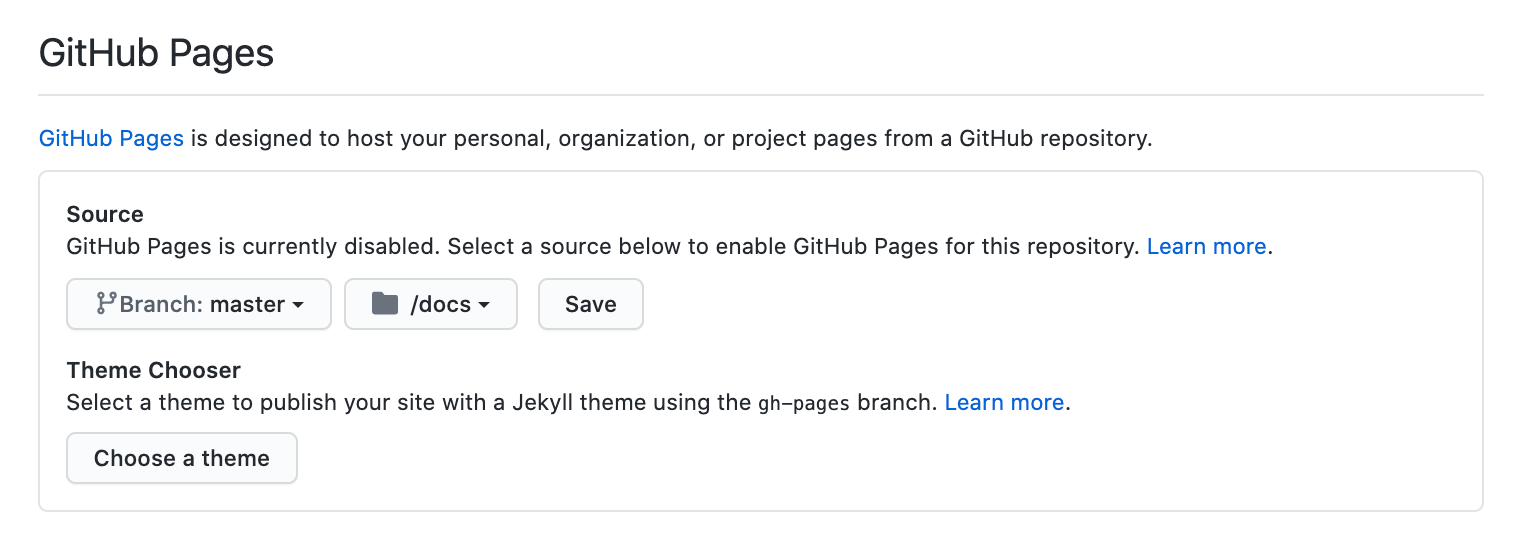 GitHub Pages
GitHub Pages is designed to host your personal, organization, or project pages from a GitHub repository.
Source
GitHub Pages is currently disabled. Select a source below to enable GitHub Pages for this repository. Learn more.
Branch: master /docs Save
Theme Chooser
Select a theme to publish your site with a Jekyll theme using the gh-pages branch. Learn more.
Choose a theme